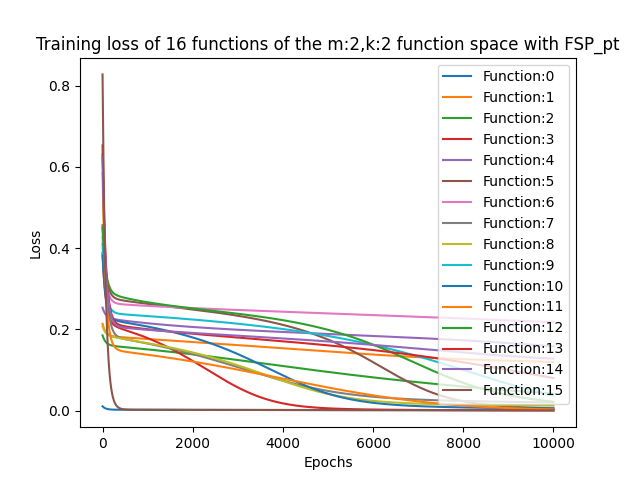 Training loss of 16 functions of the m:2,k:2 function space with FSP_pt
Loss
0.8
0.6
0.4
0.2
0.0
0
2000
4000
6000
8000
10000
Epochs
Function:0
Function:1
Function:2
Function:3
Function:4
Function:5
Function:6
Function:7
Function:8
Function:9
Function:10
Function:11
Function:12
Function:13
Function:14
Function:15